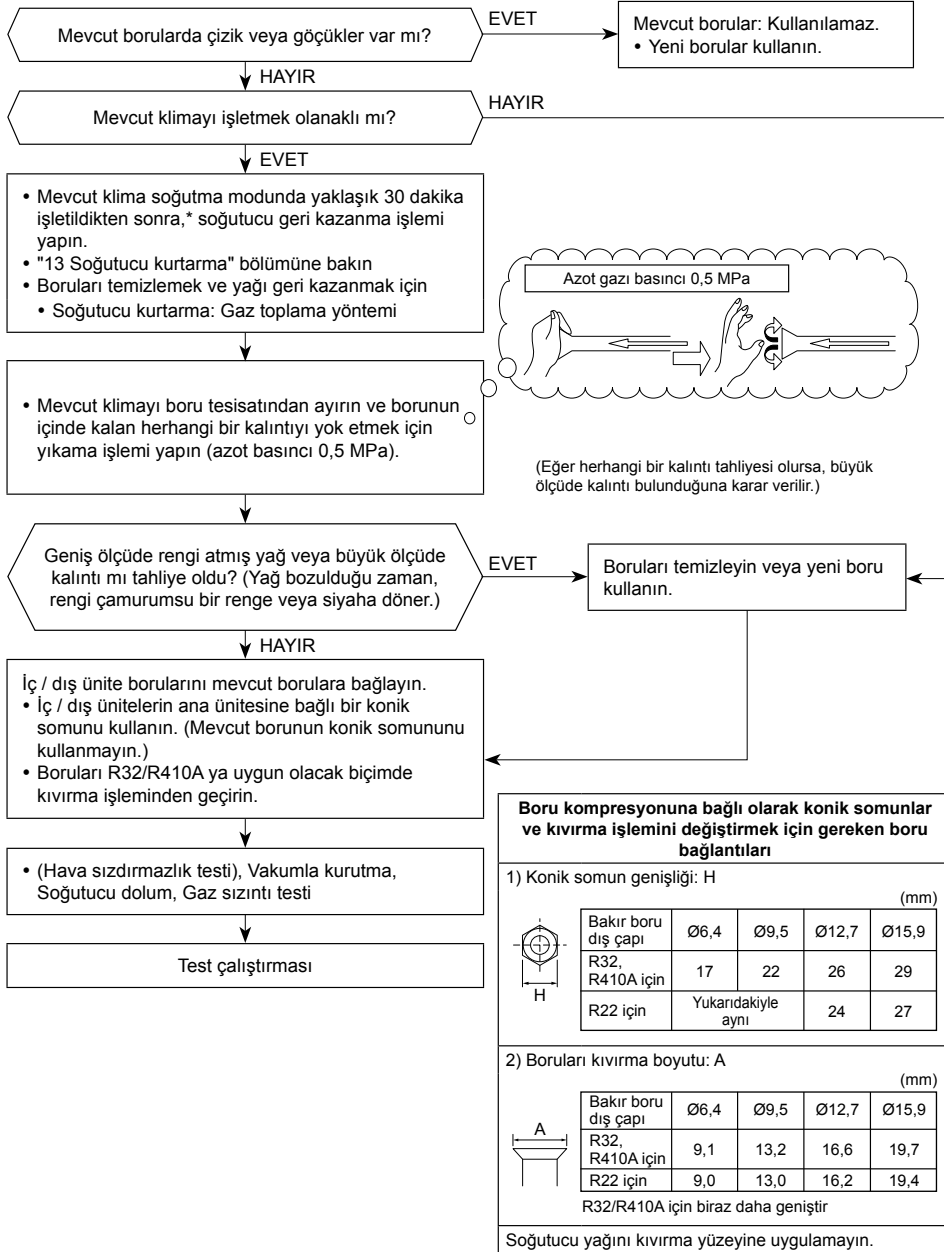 Mevcut borularda çizik veya göçükler var mı?
EVET
Mevcut borular: Kullanılamaz.
• Yeni borular kullanın.
HAYIR
Mevcut klimayı işletmek olanaklı mı?
HAYIR
EVET
• Mevcut klima soğutma modunda yaklaşık 30 dakika
işletildikten sonra,* soğutucu geri kazanma işlemi
yapın.
• "13 Soğutucu kurtarma" bölümüne bakın
• Boruları temizlemek ve yağı geri kazanmak için
• Soğutucu kurtarma: Gaz toplama yöntemi
Azot gazı basıncı 0,5 MPa
• Mevcut klimayı boru tesisatından ayırın ve borunun
içinde kalan herhangi bir kalıntıyı yok etmek için
yıkama işlemi yapın (azot basıncı 0,5 MPa).
(Eğer herhangi bir kalıntı tahliyesi olursa, büyük
ölçüde kalıntı bulunduğuna karar verilir.)
Geniş ölçüde rengi atmış yağ veya büyük ölçüde
kalıntı mı tahliye oldu? (Yağ bozulduğu zaman,
rengi çamurumsu bir renge veya siyaha döner.)
EVET
Boruları temizleyin veya yeni boru
kullanın.
HAYIR
İç / dış ünite borularını mevcut borulara bağlayın.
• İç / dış ünitelerin ana ünitesine bağlı bir konik
somunu kullanın. (Mevcut borunun konik somununu
kullanmayın.)
• Boruları R32/R410A ya uygun olacak biçimde
kıvırma işleminden geçirin.
• (Hava sızdırmazlık testi), Vakumla kurutma,
Soğutucu dolum, Gaz sızıntı testi
Test çalıştırması
Boru kompresyonuna bağlı olarak konik somunlar
ve kıvırma işlemini değiştirmek için gereken boru
bağlantıları
1) Konik somun genişliği: H
(mm)
H
Bakır boru
dış çapı
Ø6,4 Ø9,5 Ø12,7 Ø15,9
R32,
R410A için
17 22 26 29
R22 için
Yukarıdakiyle
aynı
24 27
2) Boruları kıvırma boyutu: A
(mm)
A
Bakır boru
dış çapı
Ø6,4 Ø9,5 Ø12,7 Ø15,9
R32,
R410A için
9,1 13,2 16,6 19,7
R22 için 9,0 13,0 16,2 19,4
R32/R410A için biraz daha geniştir
Soğutucu yağını kıvırma yüzeyine uygulamayın.